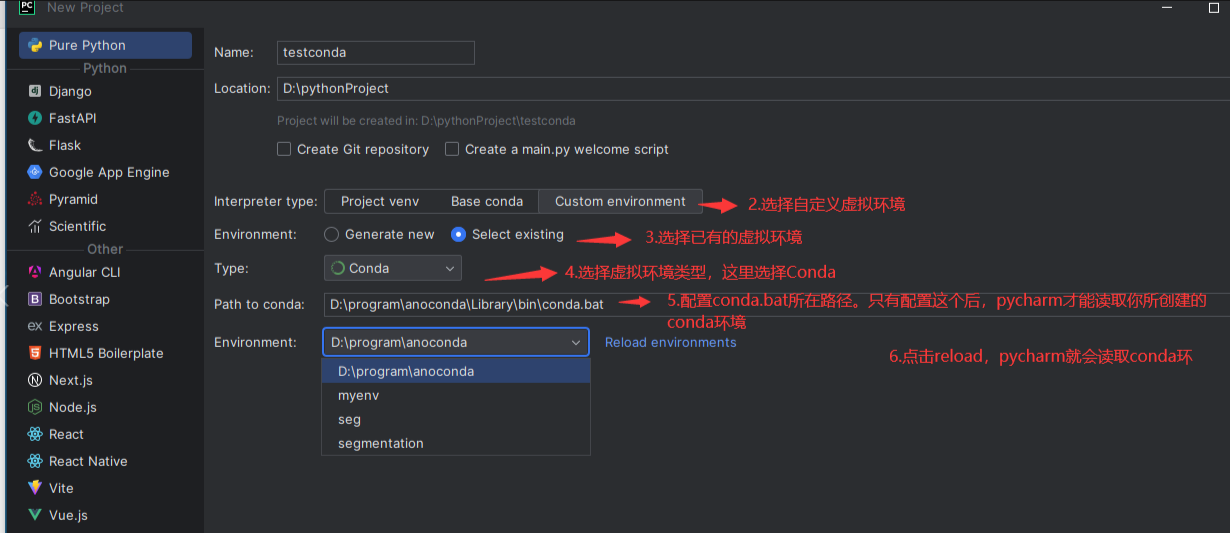 PC New Project
Pure Python
Python
dj Django
FastAPI
Flask
Google App Engine
Pyramid
Scientific
Other
Angular CLI
B Bootstrap
ex Express
5 HTML5 Boilerplate
N Next.js
JS Node.js
React
React Native
Vite
Vue.js
Name: testconda
Location: D:\pythonProject
Project will be created in: D:\pythonProject\testconda
Create Git repository Create a main.py welcome script
Interpreter type: Project venv Base conda Custom environment 2.选择自定义虚拟环境
Environment: Generate new Select existing 3.选择已有的虚拟环境
Type: Conda 4.选择虚拟环境类型，这里选择Conda
Path to conda: D:\program\anoconda\Library\bin\conda.bat 5.配置conda.bat所在路径。只有配置这个后，pycharm才能读取你所创建的
conda环境
Environment: D:\program\anoconda Reload environments 6.点击reload，pycharm就会读取conda环
D:\program\anoconda
myenv
seg
segmentation